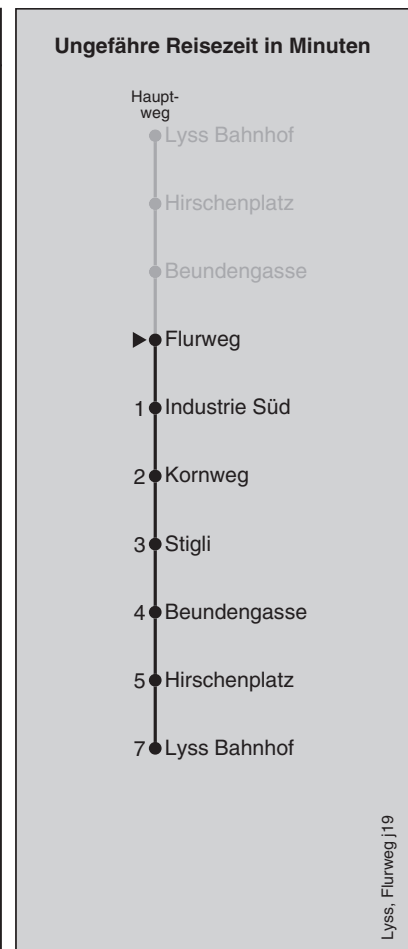 Ungefähre Reisezeit in Minuten
Haupt-
weg
Lyss Bahnhof
Hirschenplatz
Beundengasse
Flurweg
1 Industrie Süd
2 Kornweg
3 Stigli
4 Beundengasse
5 Hirschenplatz
7 Lyss Bahnhof
Lyss, Flurweg j19